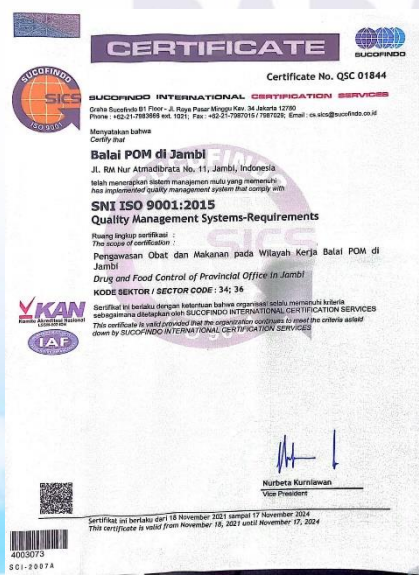 CERTIFICATE
SUCOFINDO
Certificate No. QSC 01844
SUCOFINDO
SICS
ISO 9001
SUCOFINDO INTERNATIONAL CERTIFICATION SERVICES
Graha Sucofindo B1 Floor - Jl. Raya Pasar Minggu Kav. 34 Jakarta 12780
Phone : +62-21-7983666 ext. 1021; Fax : +62-21-7987015 / 7987029; Email : cs.sics@sucofindo.co.id
Menyatakan bahwa
Certify that
Balai POM di Jambi
Jl. RM Nur Atmadibrata No. 11, Jambi, Indonesia
telah menerapkan sistem manajemen mutu yang memenuhi
has implemented quality management system that comply with
SNI ISO 9001:2015
Quality Management Systems-Requirements
Ruang lingkup sertifikasi :
The scope of certification :
Pengawasan Obat dan Makanan pada Wilayah Kerja Balai POM di
Jambi
Drug and Food Control of Provincial Office in Jambi
KODE SEKTOR / SECTOR CODE : 34; 36
KAN
Komite Akreditasi Nasional
IAF
Sertifikat ini berlaku dengan ketentuan bahwa organisasi selalu memenuhi kriteria
sebagaimana ditetapkan oleh SUCOFINDO INTERNATIONAL CERTIFICATION SERVICES
This certificate is valid provided that the organization continues to meet the criteria as laid
down by SUCOFINDO INTERNATIONAL CERTIFICATION SERVICES
Nurbeta Kurniawan
Vice President
Sertifikat ini berlaku dari 18 November 2021 sampai 17 November 2024
This certificate is valid from November 18, 2021 until November 17, 2024
4003073
SCI-2007A